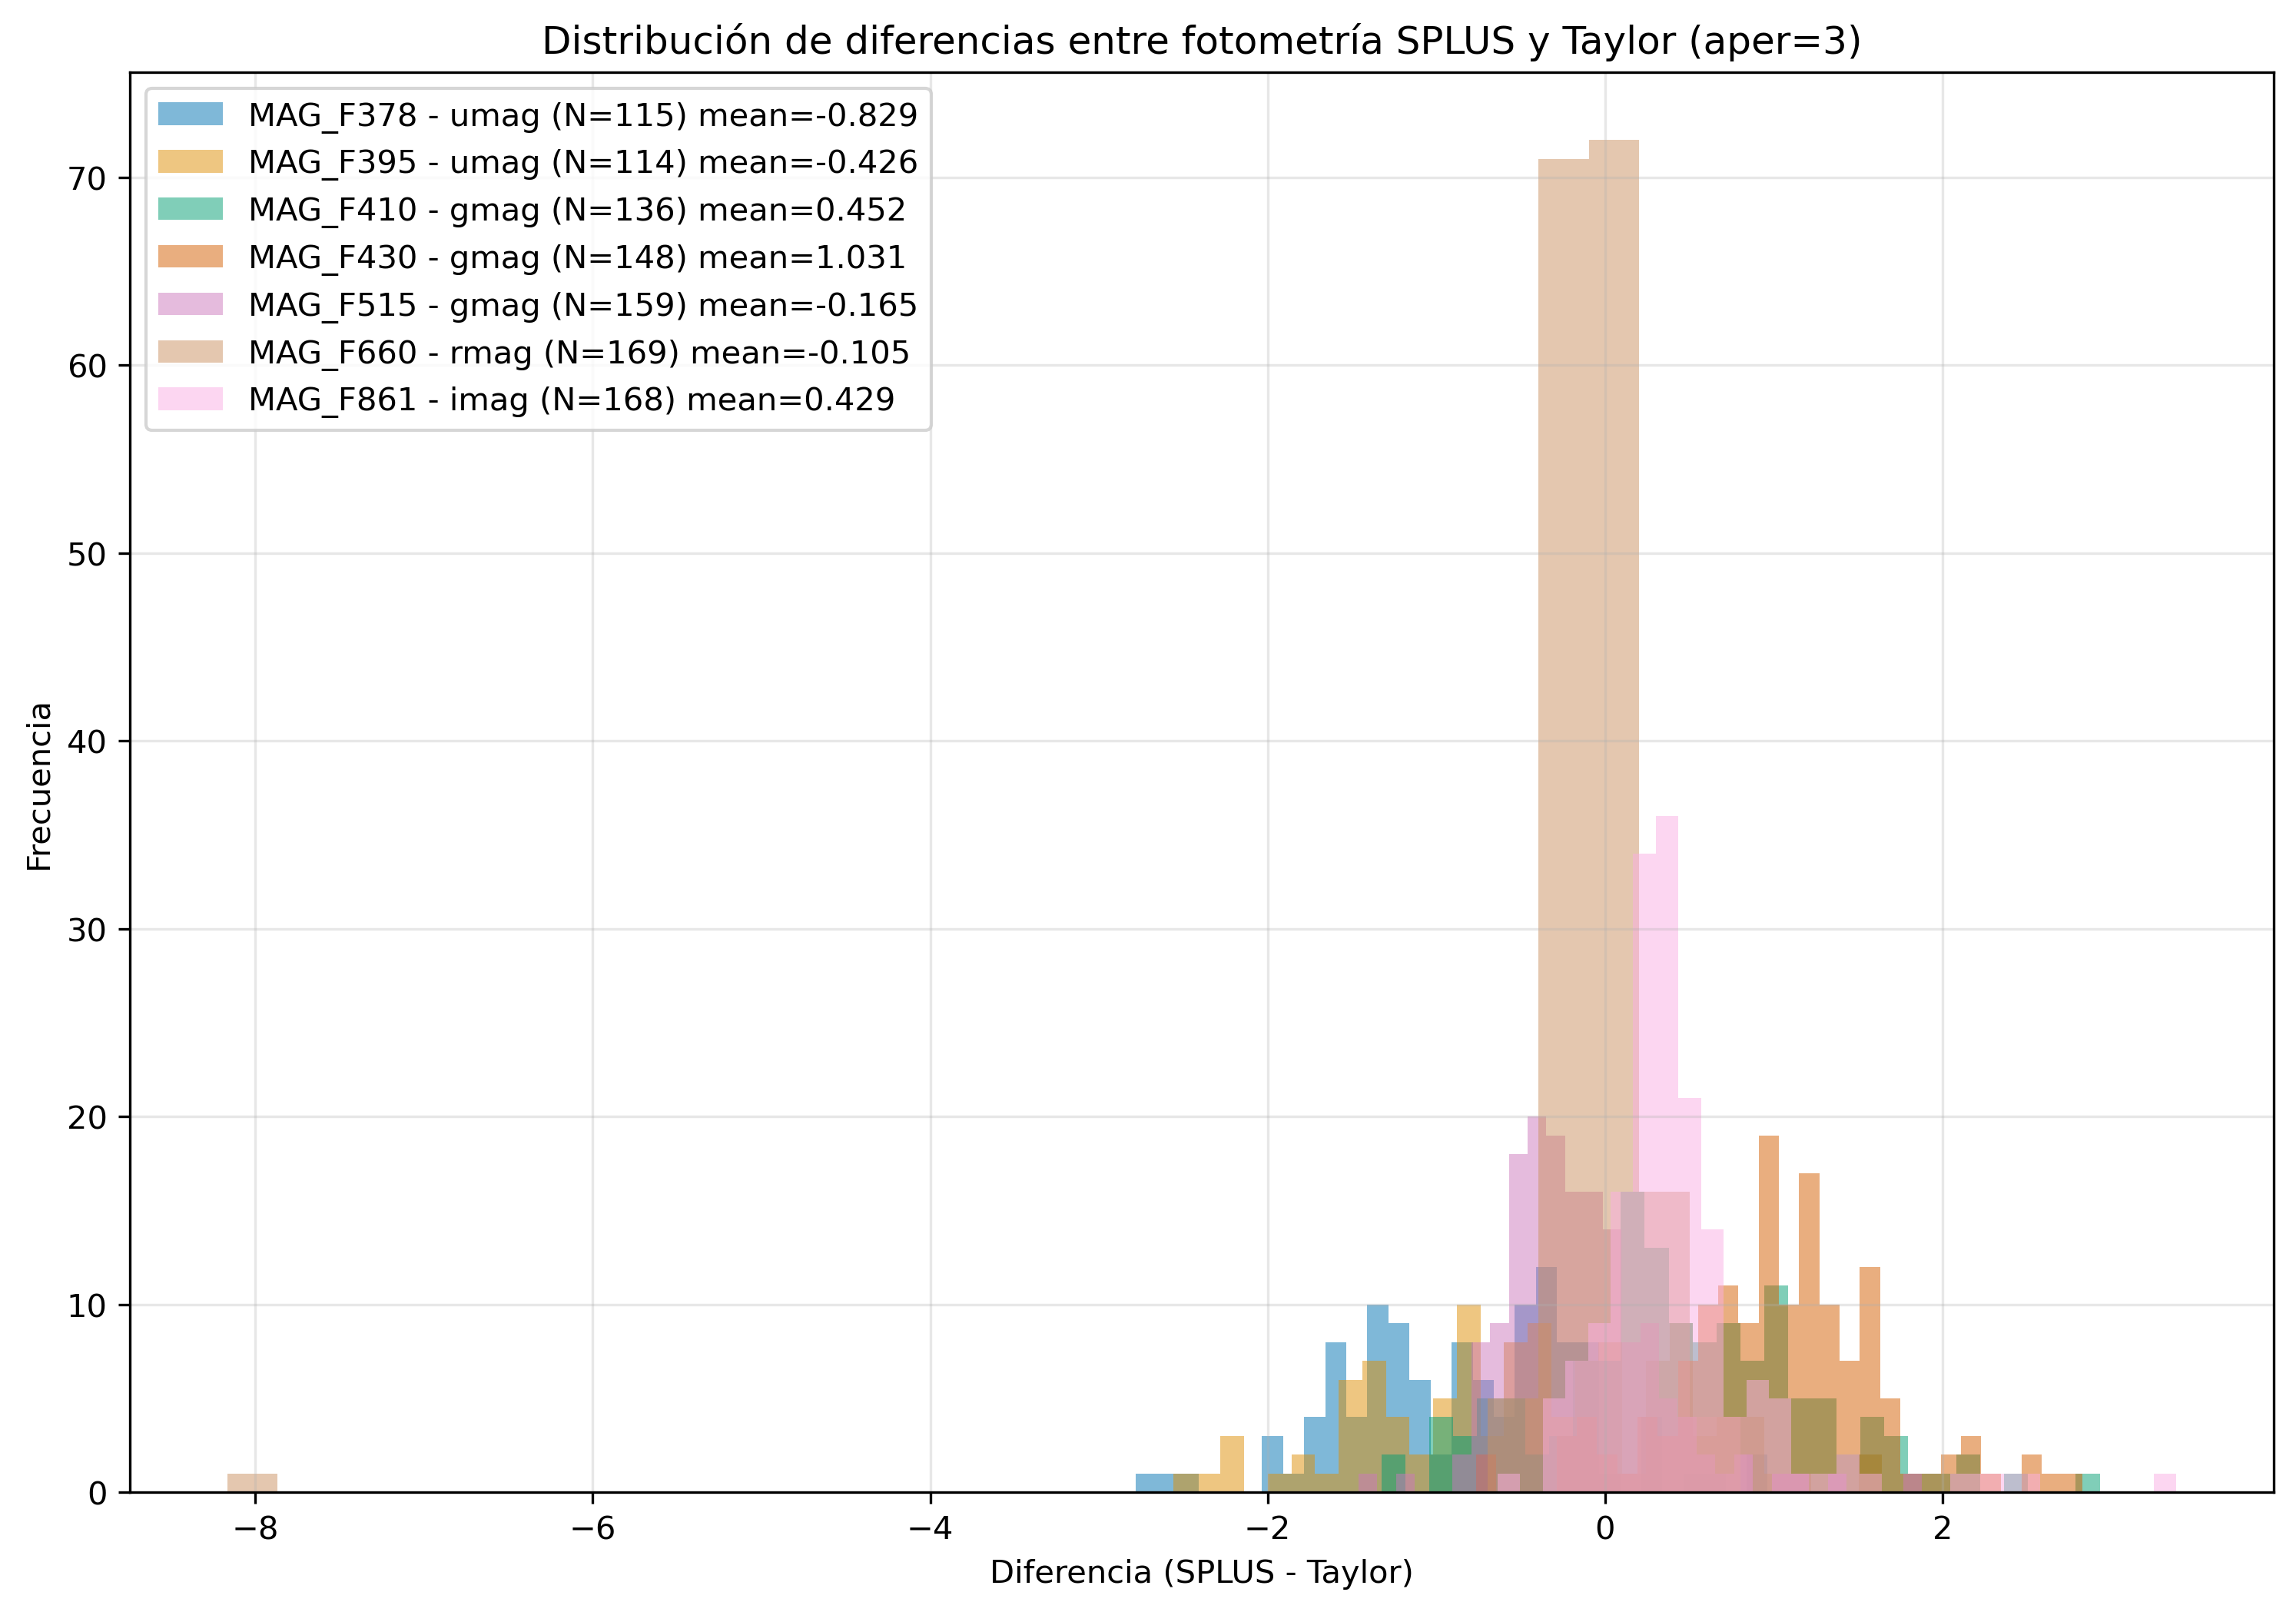 Distribución de diferencias entre fotometría SPLUS y Taylor (aper=3)
MAG_F378 - umag (N=115) mean=-0.829
MAG_F395 - umag (N=114) mean=-0.426
MAG_F410 - gmag (N=136) mean=0.452
MAG_F430 - gmag (N=148) mean=1.031
MAG_F515 - gmag (N=159) mean=-0.165
MAG_F660 - rmag (N=169) mean=-0.105
MAG_F861 - imag (N=168) mean=0.429
Frecuencia
70
60
50
40
30
20
10
0
−8 −6 −4 −2 0 2
Diferencia (SPLUS - Taylor)